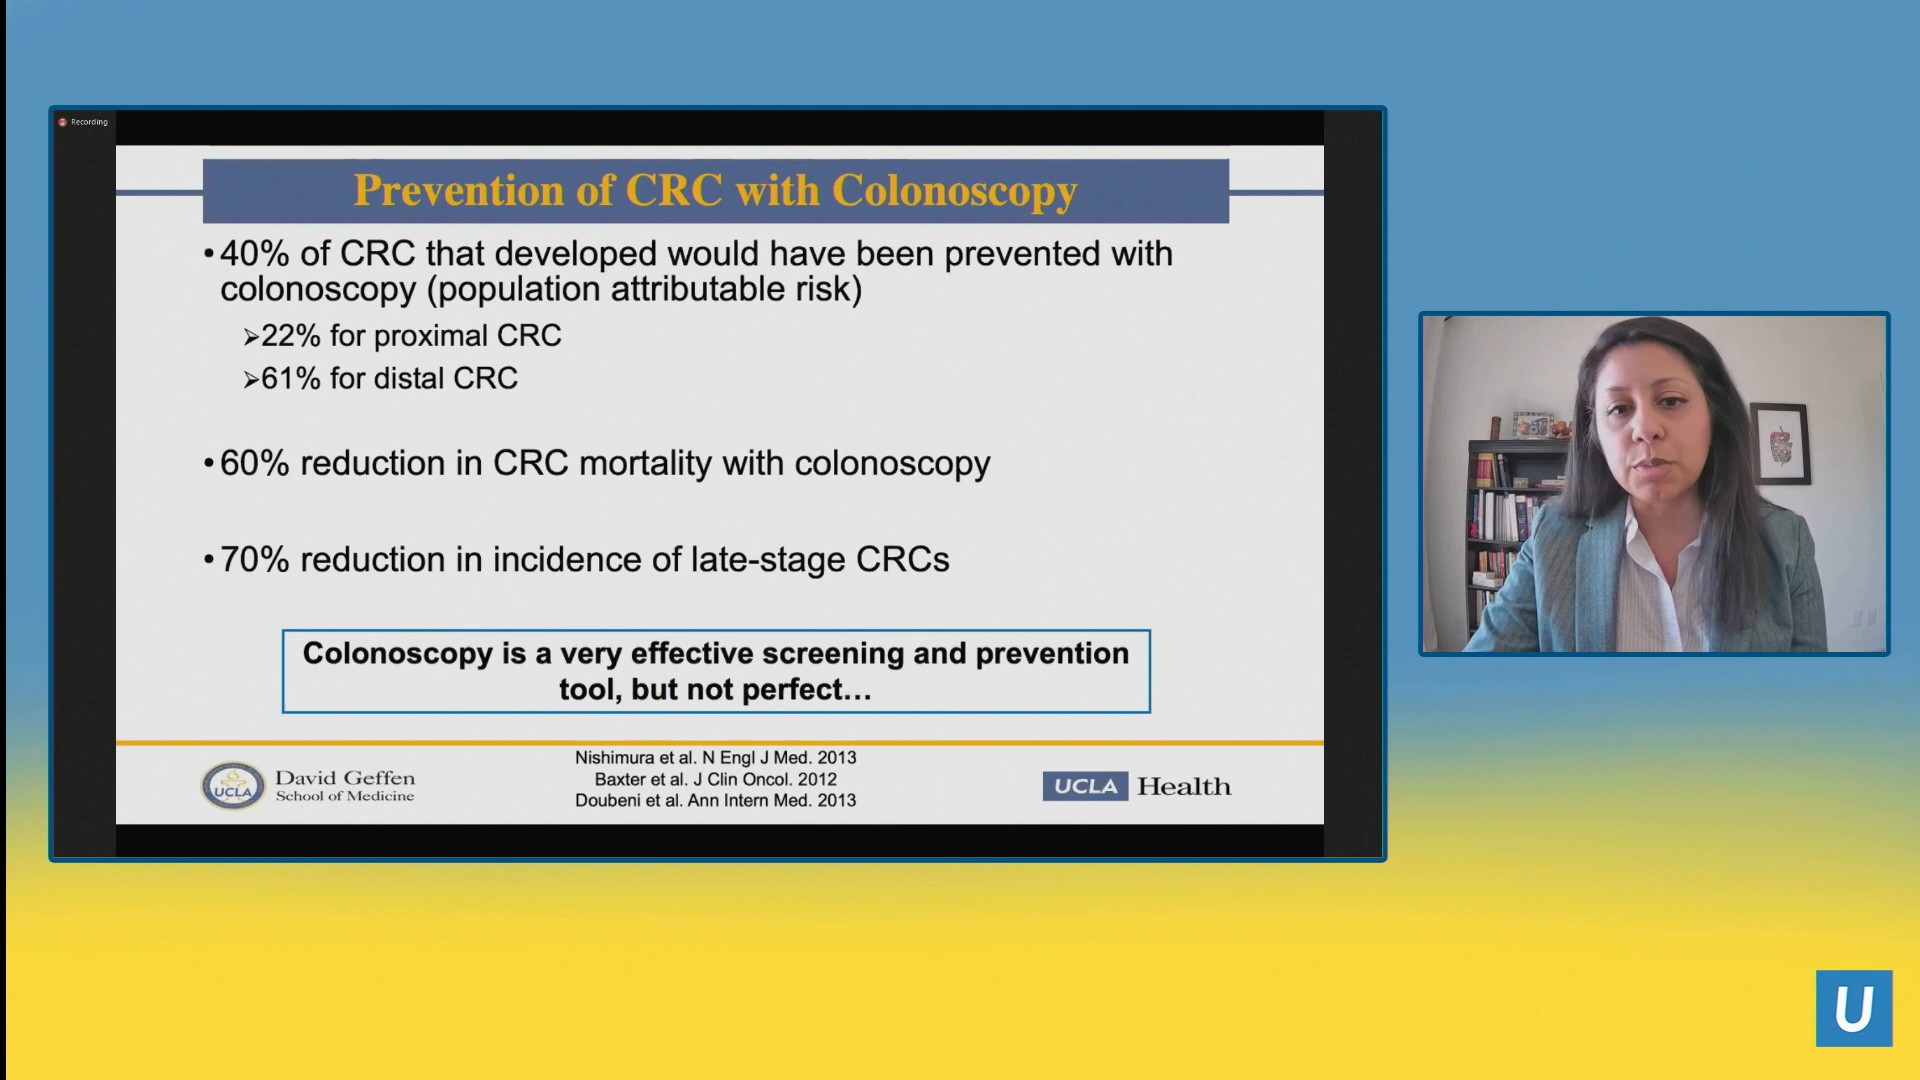 Recording
Prevention of CRC with Colonoscopy
•40% of CRC that developed would have been prevented with
colonoscopy (population attributable risk)
➢22% for proximal CRC
➢61% for distal CRC
•60% reduction in CRC mortality with colonoscopy
•70% reduction in incidence of late-stage CRCs
Colonoscopy is a very effective screening and prevention
tool, but not perfect…
UCLA
David Geffen
School of Medicine
Nishimura et al. N Engl J Med. 2013
Baxter et al. J Clin Oncol. 2012
Doubeni et al. Ann Intern Med. 2013
UCLA Health
U